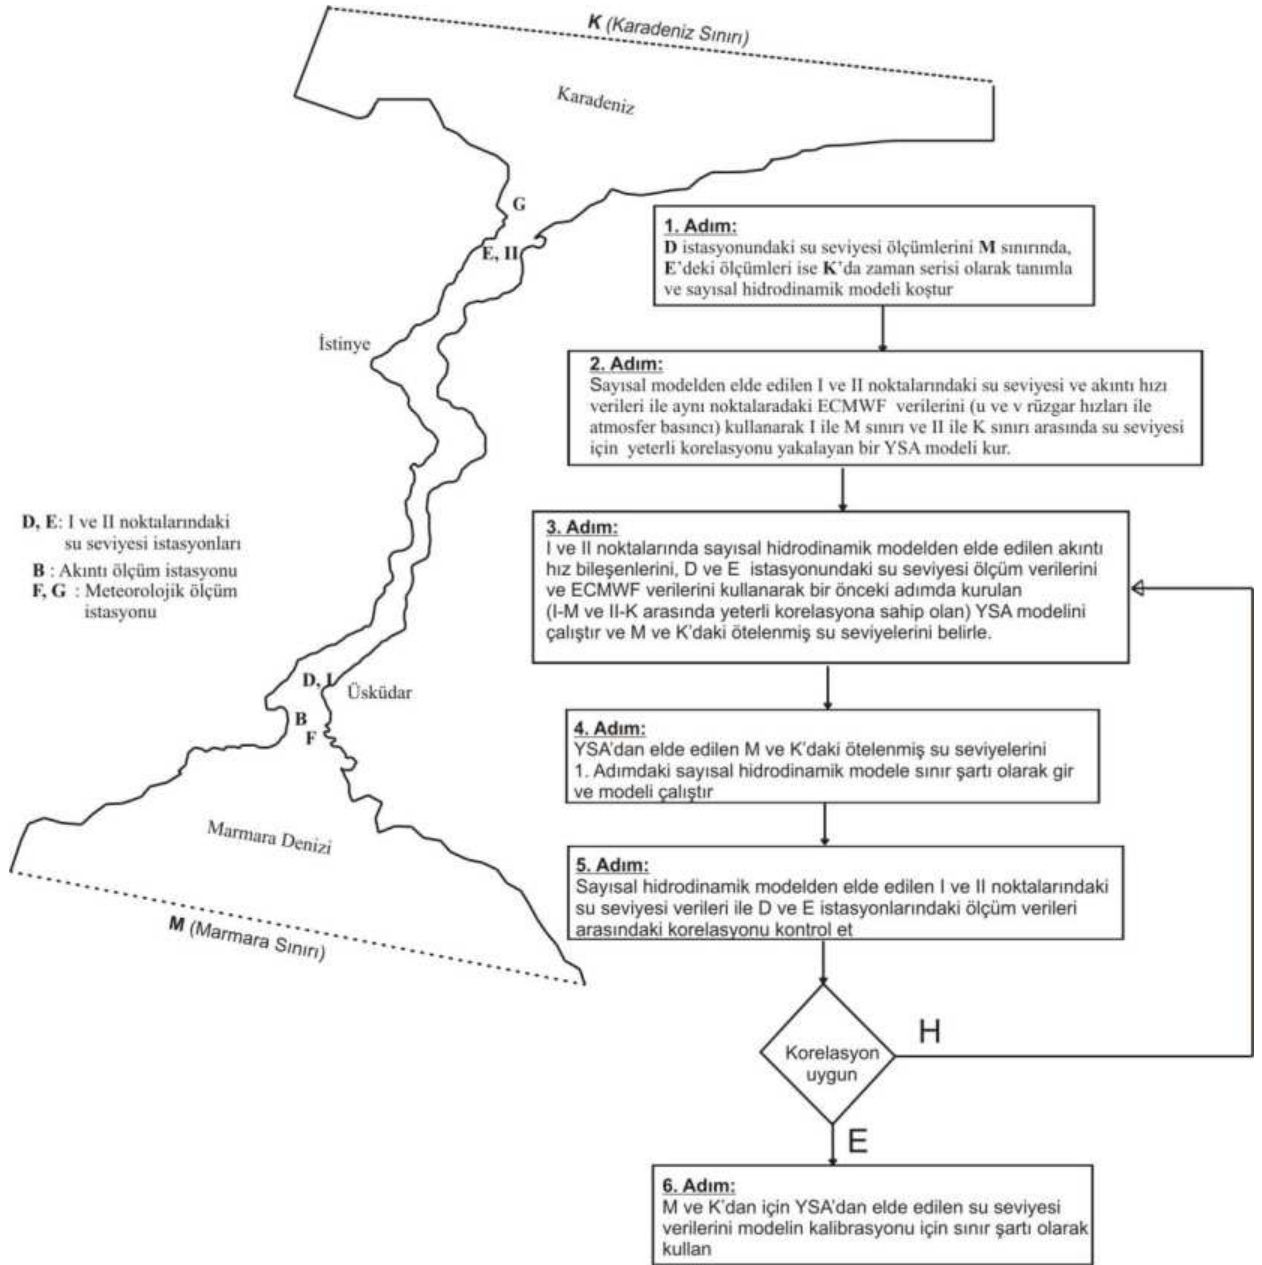 K (Karadeniz Sınırı)
Karadeniz
G
E, II
İstinye
D, E: I ve II noktalarındaki
su seviyesi istasyonları
B : Akıntı ölçüm istasyonu
F, G : Meteorolojik ölçüm
istasyonu
D, I
Üsküdar
B
F
Marmara Denizi
M (Marmara Sınırı)
1. Adım:
D istasyonundaki su seviyesi ölçümlerini M sınırında,
E'deki ölçümleri ise K'da zaman serisi olarak tanımla
ve sayısal hidrodinamik modeli koştur
2. Adım:
Sayısal modelden elde edilen I ve II noktalarındaki su seviyesi ve akıntı hızı
verileri ile aynı noktaradaki ECMWF verilerini (u ve v rüzgar hızları ile
atmosfer basıncı) kullanarak I ile M sınırı ve II ile K sınırı arasında su seviyesi
için yeterli korelasyonu yakalayan bir YSA modeli kur.
3. Adım:
I ve II noktalarında sayısal hidrodinamik modelden elde edilen akıntı
hız bileşenlerini, D ve E istasyonundaki su seviyesi ölçüm verilerini
ve ECMWF verilerini kullanarak bir önceki adımda kurulan
(I-M ve II-K arasında yeterli korelasyona sahip olan) YSA modelini
çalıştır ve M ve K'daki ötelenmiş su seviyelerini belirle.
4. Adım:
YSA'dan elde edilen M ve K'daki ötelenmiş su seviyelerini
1. Adımdaki sayısal hidrodinamik modele sınır şartı olarak gir
ve modeli çalıştır
5. Adım:
Sayısal hidrodinamik modelden elde edilen I ve II noktalarındaki
su seviyesi verileri ile D ve E istasyonlarındaki ölçüm verileri
arasındaki korelasyonu kontrol et
Korelasyon
uygun
H
E
6. Adım:
M ve K'dan için YSA'dan elde edilen su seviyesi
verilerini modelin kalibrasyonu için sınır şartı olarak
kullan